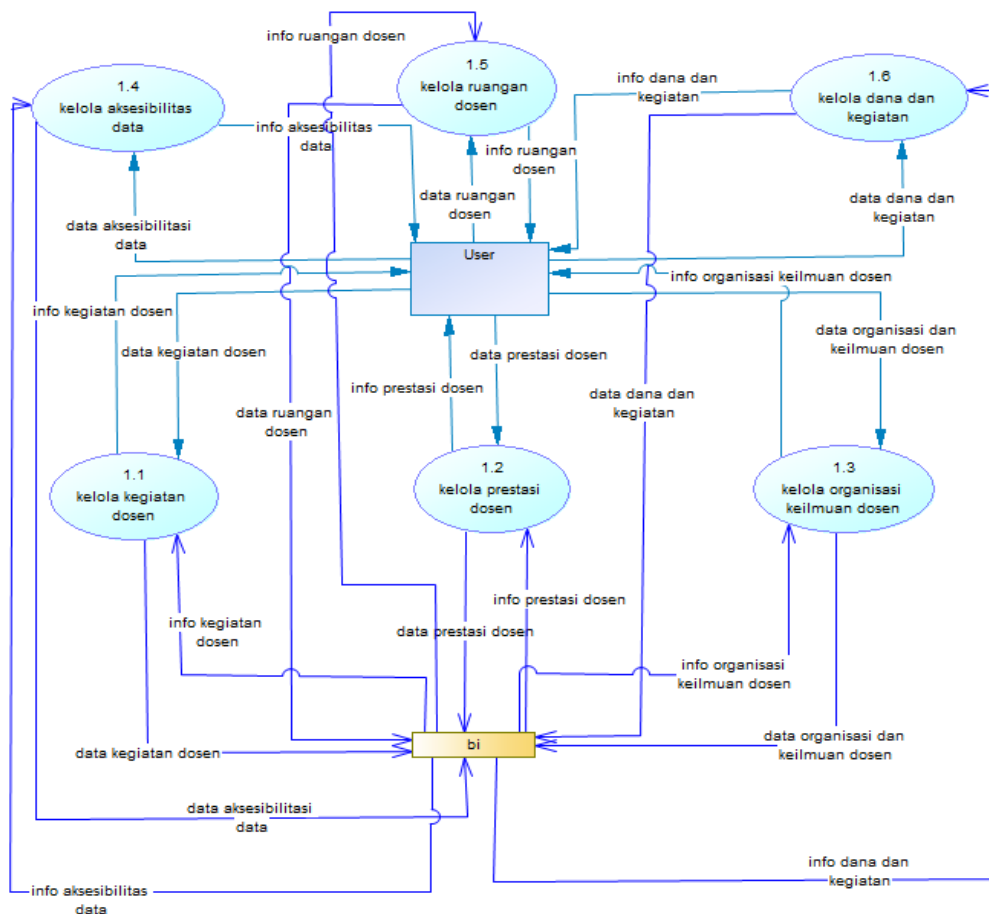 info ruangan dosen
1.5
kelola ruangan
dosen
1.4
kelola aksesibilitas
data
1.6
kelola dana dan
kegiatan
info dana dan
kegiatan
info aksesibilitas
data
info ruangan
dosen
data ruangan
dosen
data aksesibilitasi
data
data dana dan
kegiatan
User
info organisasi keilmuan dosen
info kegiatan dosen
data kegiatan dosen
data prestasi dosen
info prestasi dosen
data organisasi dan
keilmuan dosen
data ruangan
dosen
data dana dan
kegiatan
1.1
kelola kegiatan
dosen
1.2
kelola prestasi
dosen
1.3
kelola organisasi
keilmuan dosen
info kegiatan
dosen
info prestasi dosen
data prestasi dosen
info organisasi
keilmuan dosen
data kegiatan dosen
bi
data organisasi dan
keilmuan dosen
data aksesibilitasi
data
info dana dan
kegiatan
info aksesibilitas
data